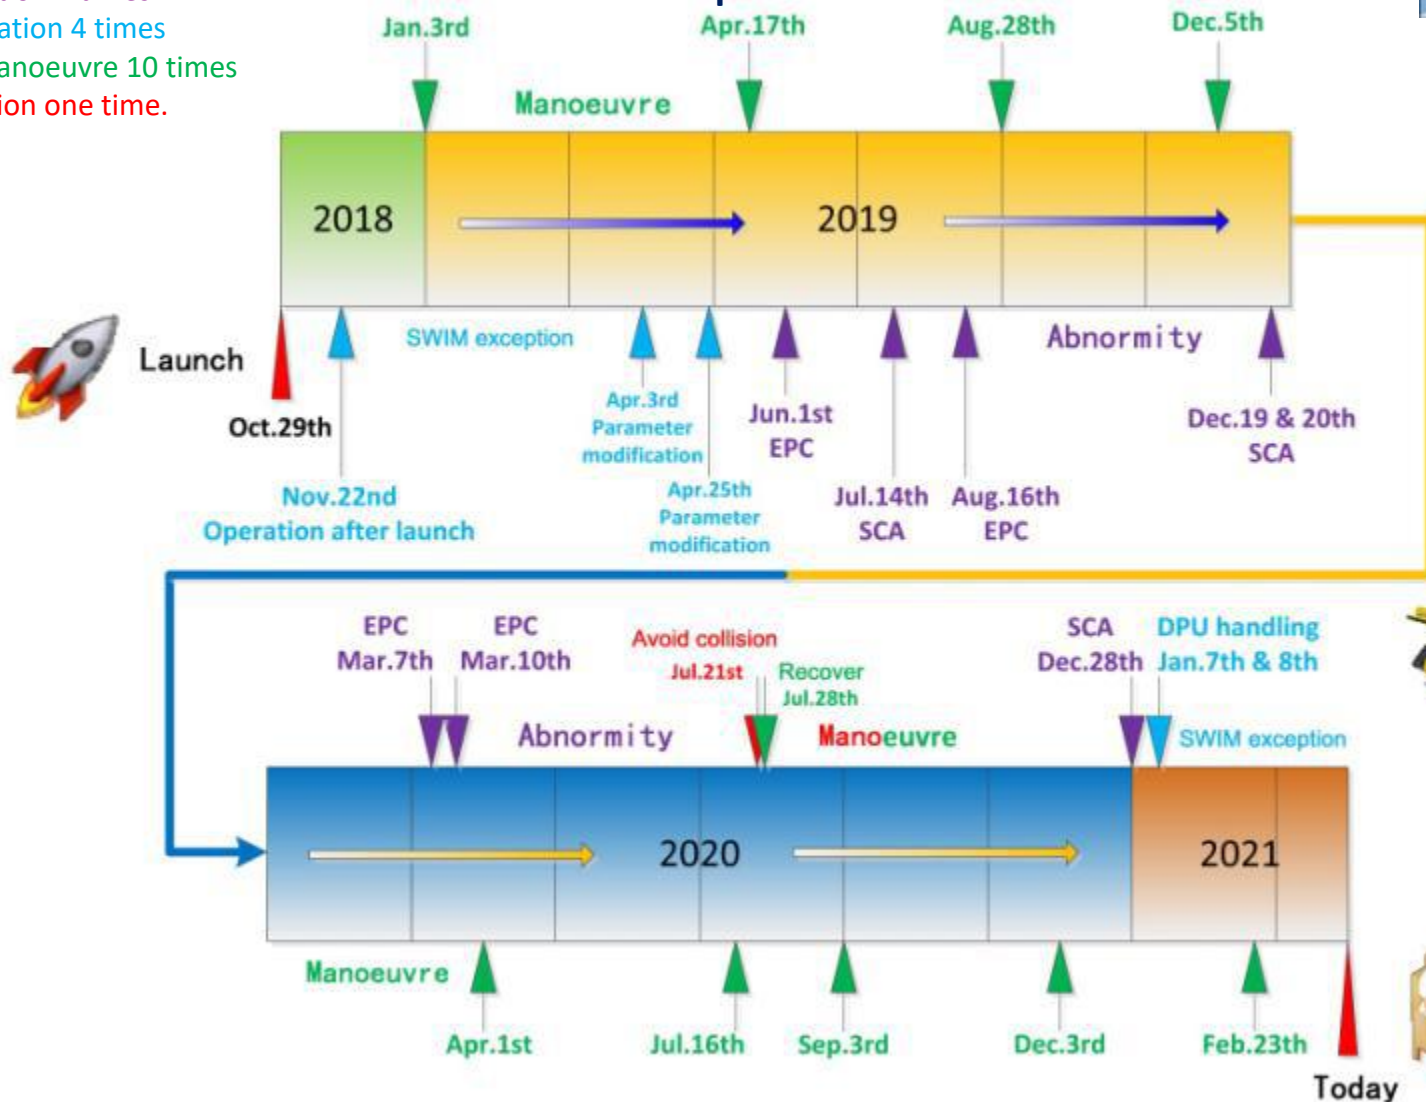 ation 4 times
anoeuvre 10 times
ion one time.
Jan.3rd
Apr.17th
Aug.28th
Dec.5th
Manoeuvre
2018
2019
Launch
Oct.29th
SWIM exception
Abnormity
Nov.22nd
Operation after launch
Apr.3rd
Parameter
modification
Apr.25th
Parameter
modification
Jun.1st
EPC
Jul.14th
SCA
Aug.16th
EPC
Dec.19 & 20th
SCA
EPC
Mar.7th
EPC
Mar.10th
Abnormity
Avoid collision
Jul.21st
Recover
Jul.28th
Manoeuvre
SCA
Dec.28th
DPU handling
Jan.7th & 8th
SWIM exception
2020
2021
Manoeuvre
Apr.1st
Jul.16th
Sep.3rd
Dec.3rd
Feb.23th
Today